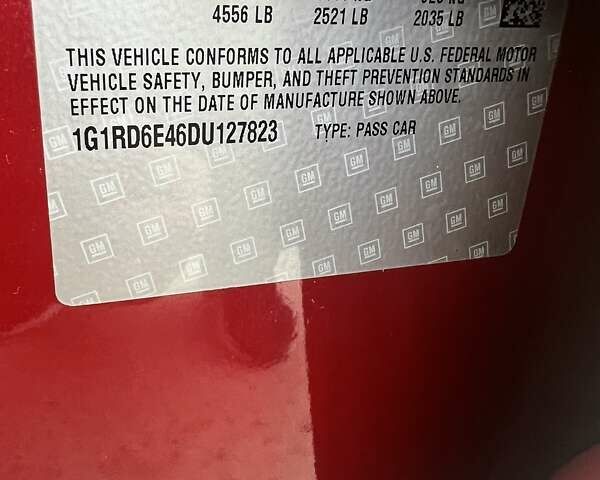 4556 LB 2521 LB 2035 LB
THIS VEHICLE CONFORMS TO ALL APPLICABLE U.S. FEDERAL MOTOR
VEHICLE SAFETY, BUMPER, AND THEFT PREVENTION STANDARDS IN
EFFECT ON THE DATE OF MANUFACTURE SHOWN ABOVE.
1G1RD6E46DU127823 TYPE: PASS CAR